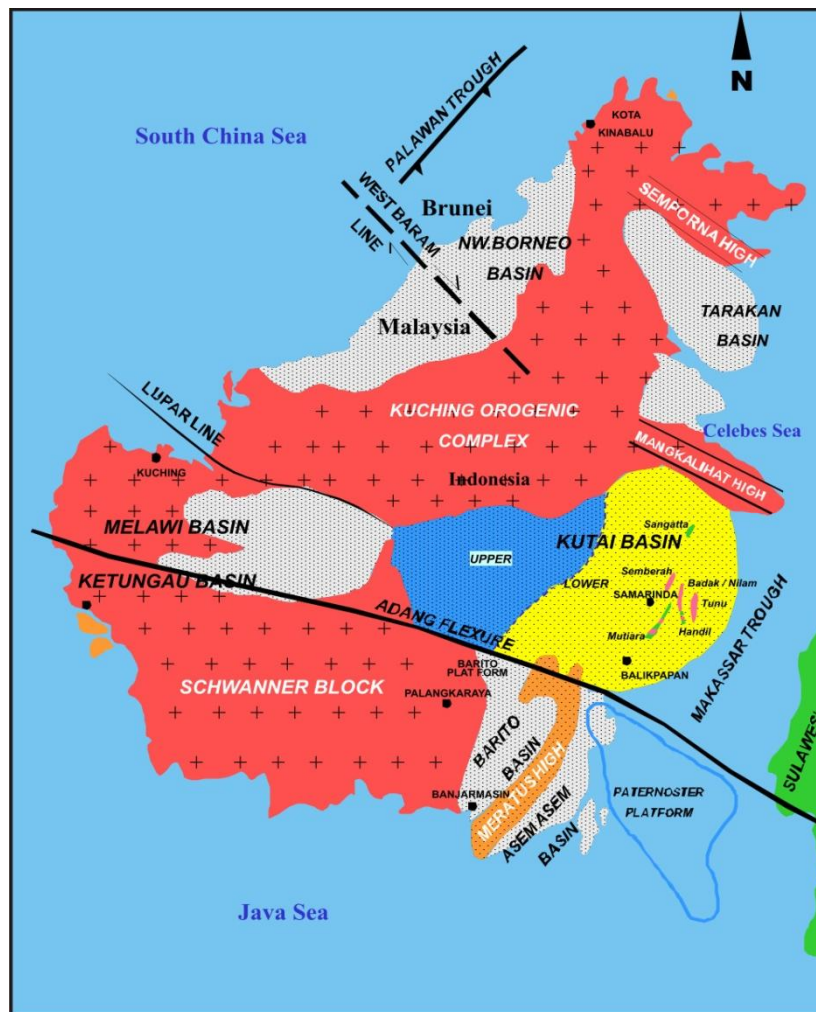 N
PALAWAN TROUGH
South China Sea
KOTA
KINABALU
WEST BARAM
LINE
Brunei
NW.BORNEO
BASIN
SEMPORNA HIGH
TARAKAN
BASIN
Malaysia
LUPAR LINE
KUCHING OROGENIC
COMPLEX
Celebes Sea
MANGKALIHAT HIGH
KUCHING
Indonesia
MELAWI BASIN
Sangatta
KUTAI BASIN
UPPER
LOWER
Semberah
Badak / Nilam
SAMARINDA
Tunu
Handil
Mutiara
KETUNGAU BASIN
ADANG FLEXURE
MAKASSAR TROUGH
BARITO
PLAT FORM
BALIKPAPAN
SCHWANNER BLOCK
PALANGKARAYA
BARITO
BASIN
MERATUS HIGH
BANJARMASIN
ASEM ASEM
BASIN
PATERNOSTER
PLATFORM
SULAWESI
Java Sea